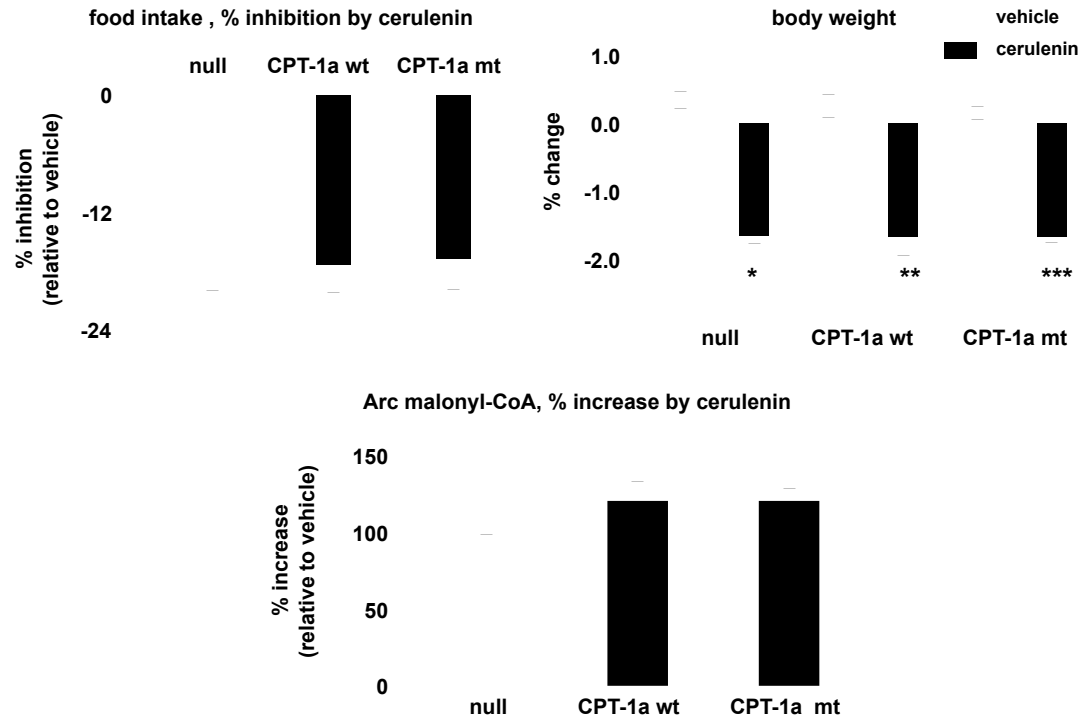 food intake , % inhibition by cerulenin
null CPT-1a wt CPT-1a mt
0
-12
-24
% inhibition
(relative to vehicle)
body weight
vehicle
cerulenin
1.0
0.0
-1.0
-2.0
% change
* ** ***
null CPT-1a wt CPT-1a mt
Arc malonyl-CoA, % increase by cerulenin
150
100
50
0
% increase
(relative to vehicle)
null CPT-1a wt CPT-1a mt